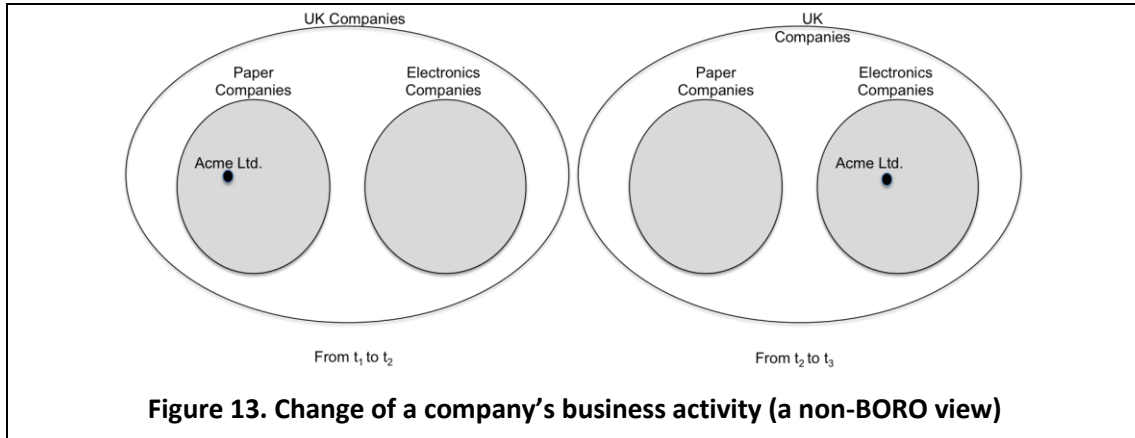 UK Companies
Paper
Companies
Electronics
Companies
Acme Ltd.
From t₁ to t₂
UK
Companies
Paper
Companies
Electronics
Companies
Acme Ltd.
From t₂ to t₃
Figure 13. Change of a company’s business activity (a non-BORO view)